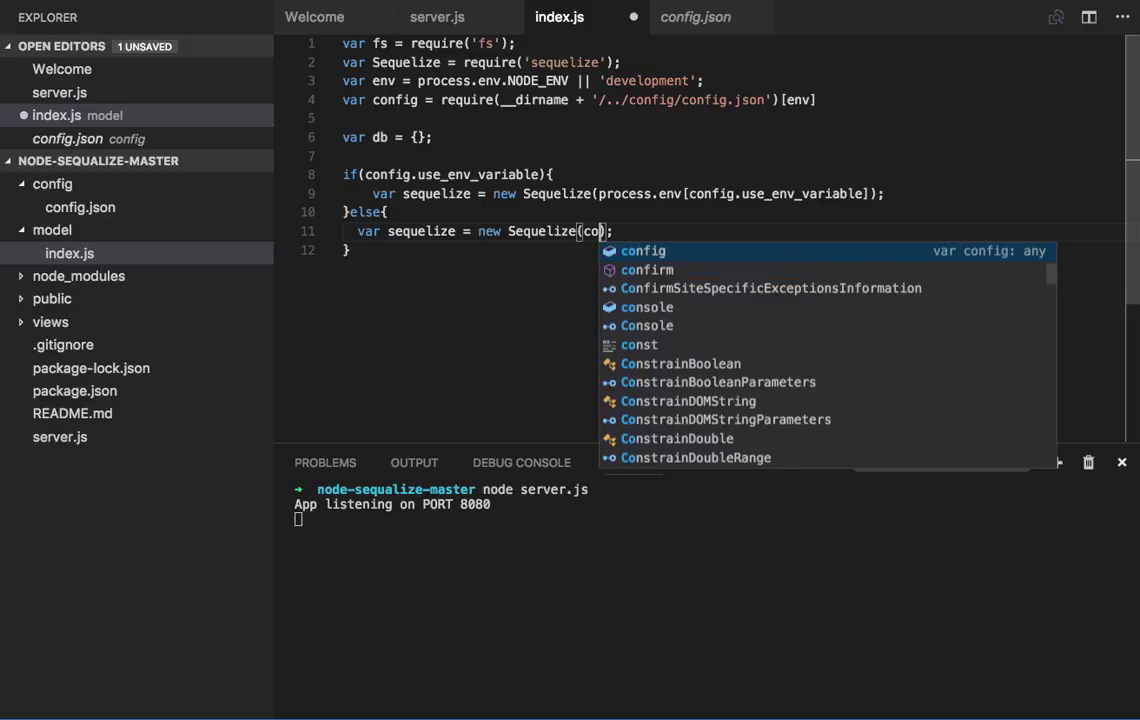 EXPLORER
OPEN EDITORS 1 UNSAVED
Welcome
server.js
index.js model
config.json config
NODE-SEQUALIZE-MASTER
config
config.json
model
index.js
node_modules
public
views
.gitignore
package-lock.json
package.json
README.md
server.js
Welcome server.js index.js config.json
1 var fs = require('fs');
2 var Sequelize = require('sequelize');
3 var env = process.env.NODE_ENV || 'development';
4 var config = require(__dirname + '/../config/config.json')[env]
5
6 var db = {};
7
8 if(config.use_env_variable){
9 var sequelize = new Sequelize(process.env[config.use_env_variable]);
10 }else{
11 var sequelize = new Sequelize(co);
12 }
config var config: any
confirm
ConfirmSiteSpecificExceptionsInformation
console
Console
const
ConstrainBoolean
ConstrainBooleanParameters
ConstrainDOMString
ConstrainDOMStringParameters
ConstrainDouble
ConstrainDoubleRange
PROBLEMS OUTPUT DEBUG CONSOLE
→ node-sequalize-master node server.js
App listening on PORT 8080